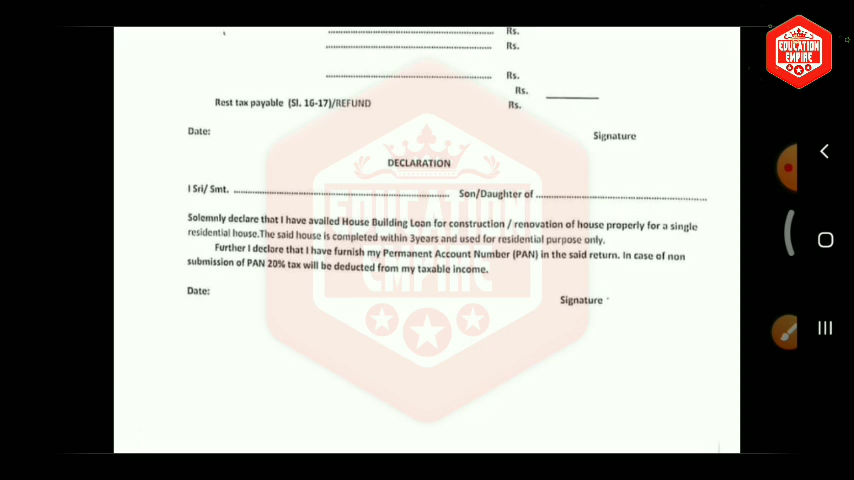 ............................................................ Rs.
............................................................ Rs.
............................................................ Rs.
Rs.
Rest tax payable (Sl. 16-17)/REFUND Rs.
Date: Signature
DECLARATION
I Sri/ Smt. ............................................................ Son/Daughter of ............................................................
Solemnly declare that I have availed House Building Loan for construction / renovation of house properly for a single
residential house.The said house is completed within 3years and used for residential purpose only.
Further I declare that I have furnish my Permanent Account Number (PAN) in the said return. In case of non
submission of PAN 20% tax will be deducted from my taxable income.
Date: Signature
EDUCATION
EMPIRE
EDUCATION
EMPIRE